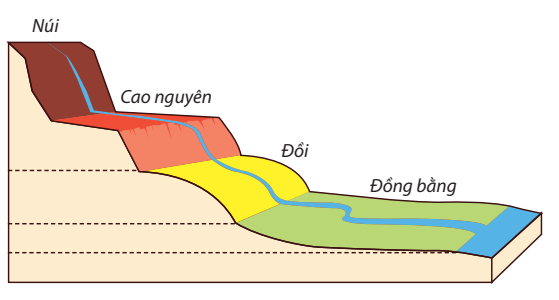 Núi
Cao nguyên
Đồi
Đồng bằng